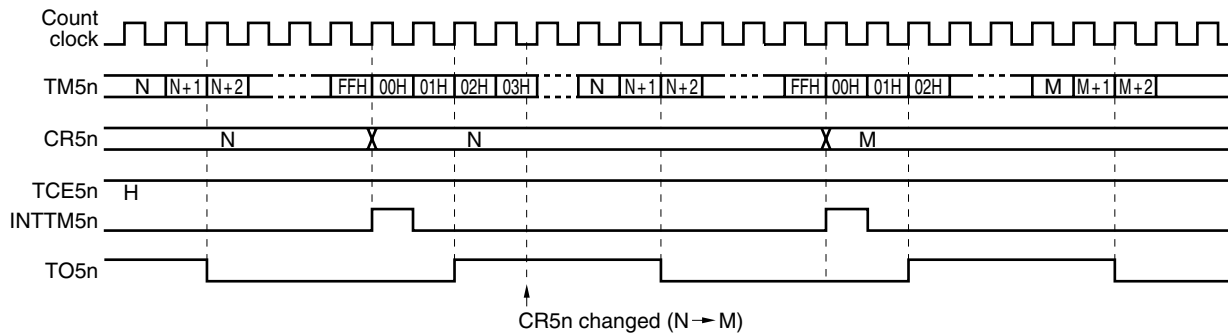 Count
clock
TM5n N N+1 N+2 FFH 00H 01H 02H 03H N N+1 N+2 FFH 00H 01H 02H M M+1 M+2
CR5n N N M
TCE5n H
INTTM5n
TO5n
CR5n changed (N→M)